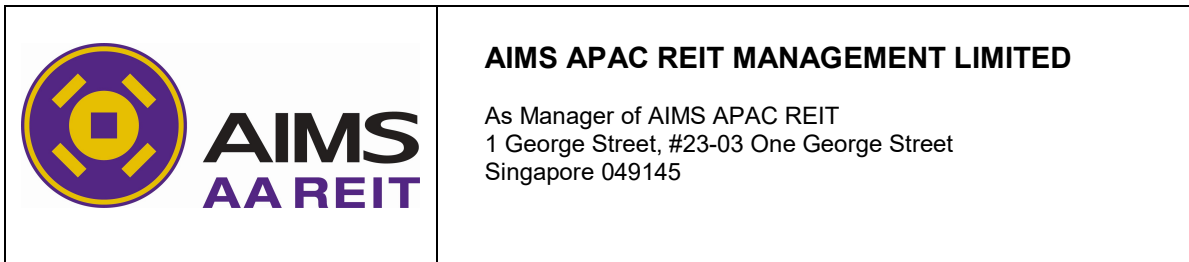 AIMS
AA REIT
AIMS APAC REIT MANAGEMENT LIMITED
As Manager of AIMS APAC REIT
1 George Street, #23-03 One George Street
Singapore 049145